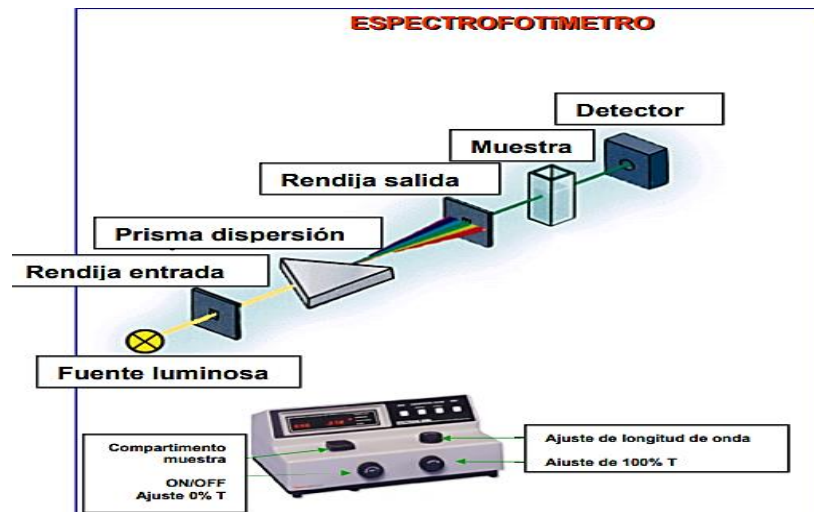 ESPECTROFOTíMETRO
Detector
Muestra
Rendija salida
Prisma dispersión
Rendija entrada
Fuente luminosa
Compartimento
muestra
ON/OFF
Ajuste 0% T
Ajuste de longitud de onda
Aiuste de 100% T